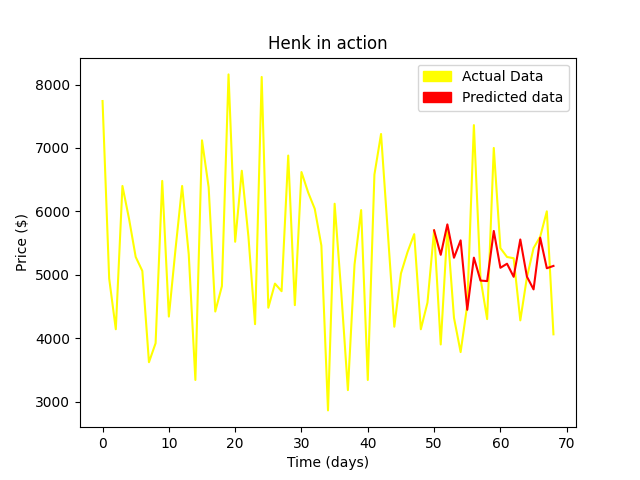 Henk in action
Actual Data
Predicted data
Price ($)
8000
7000
6000
5000
4000
3000
0 10 20 30 40 50 60 70
Time (days)